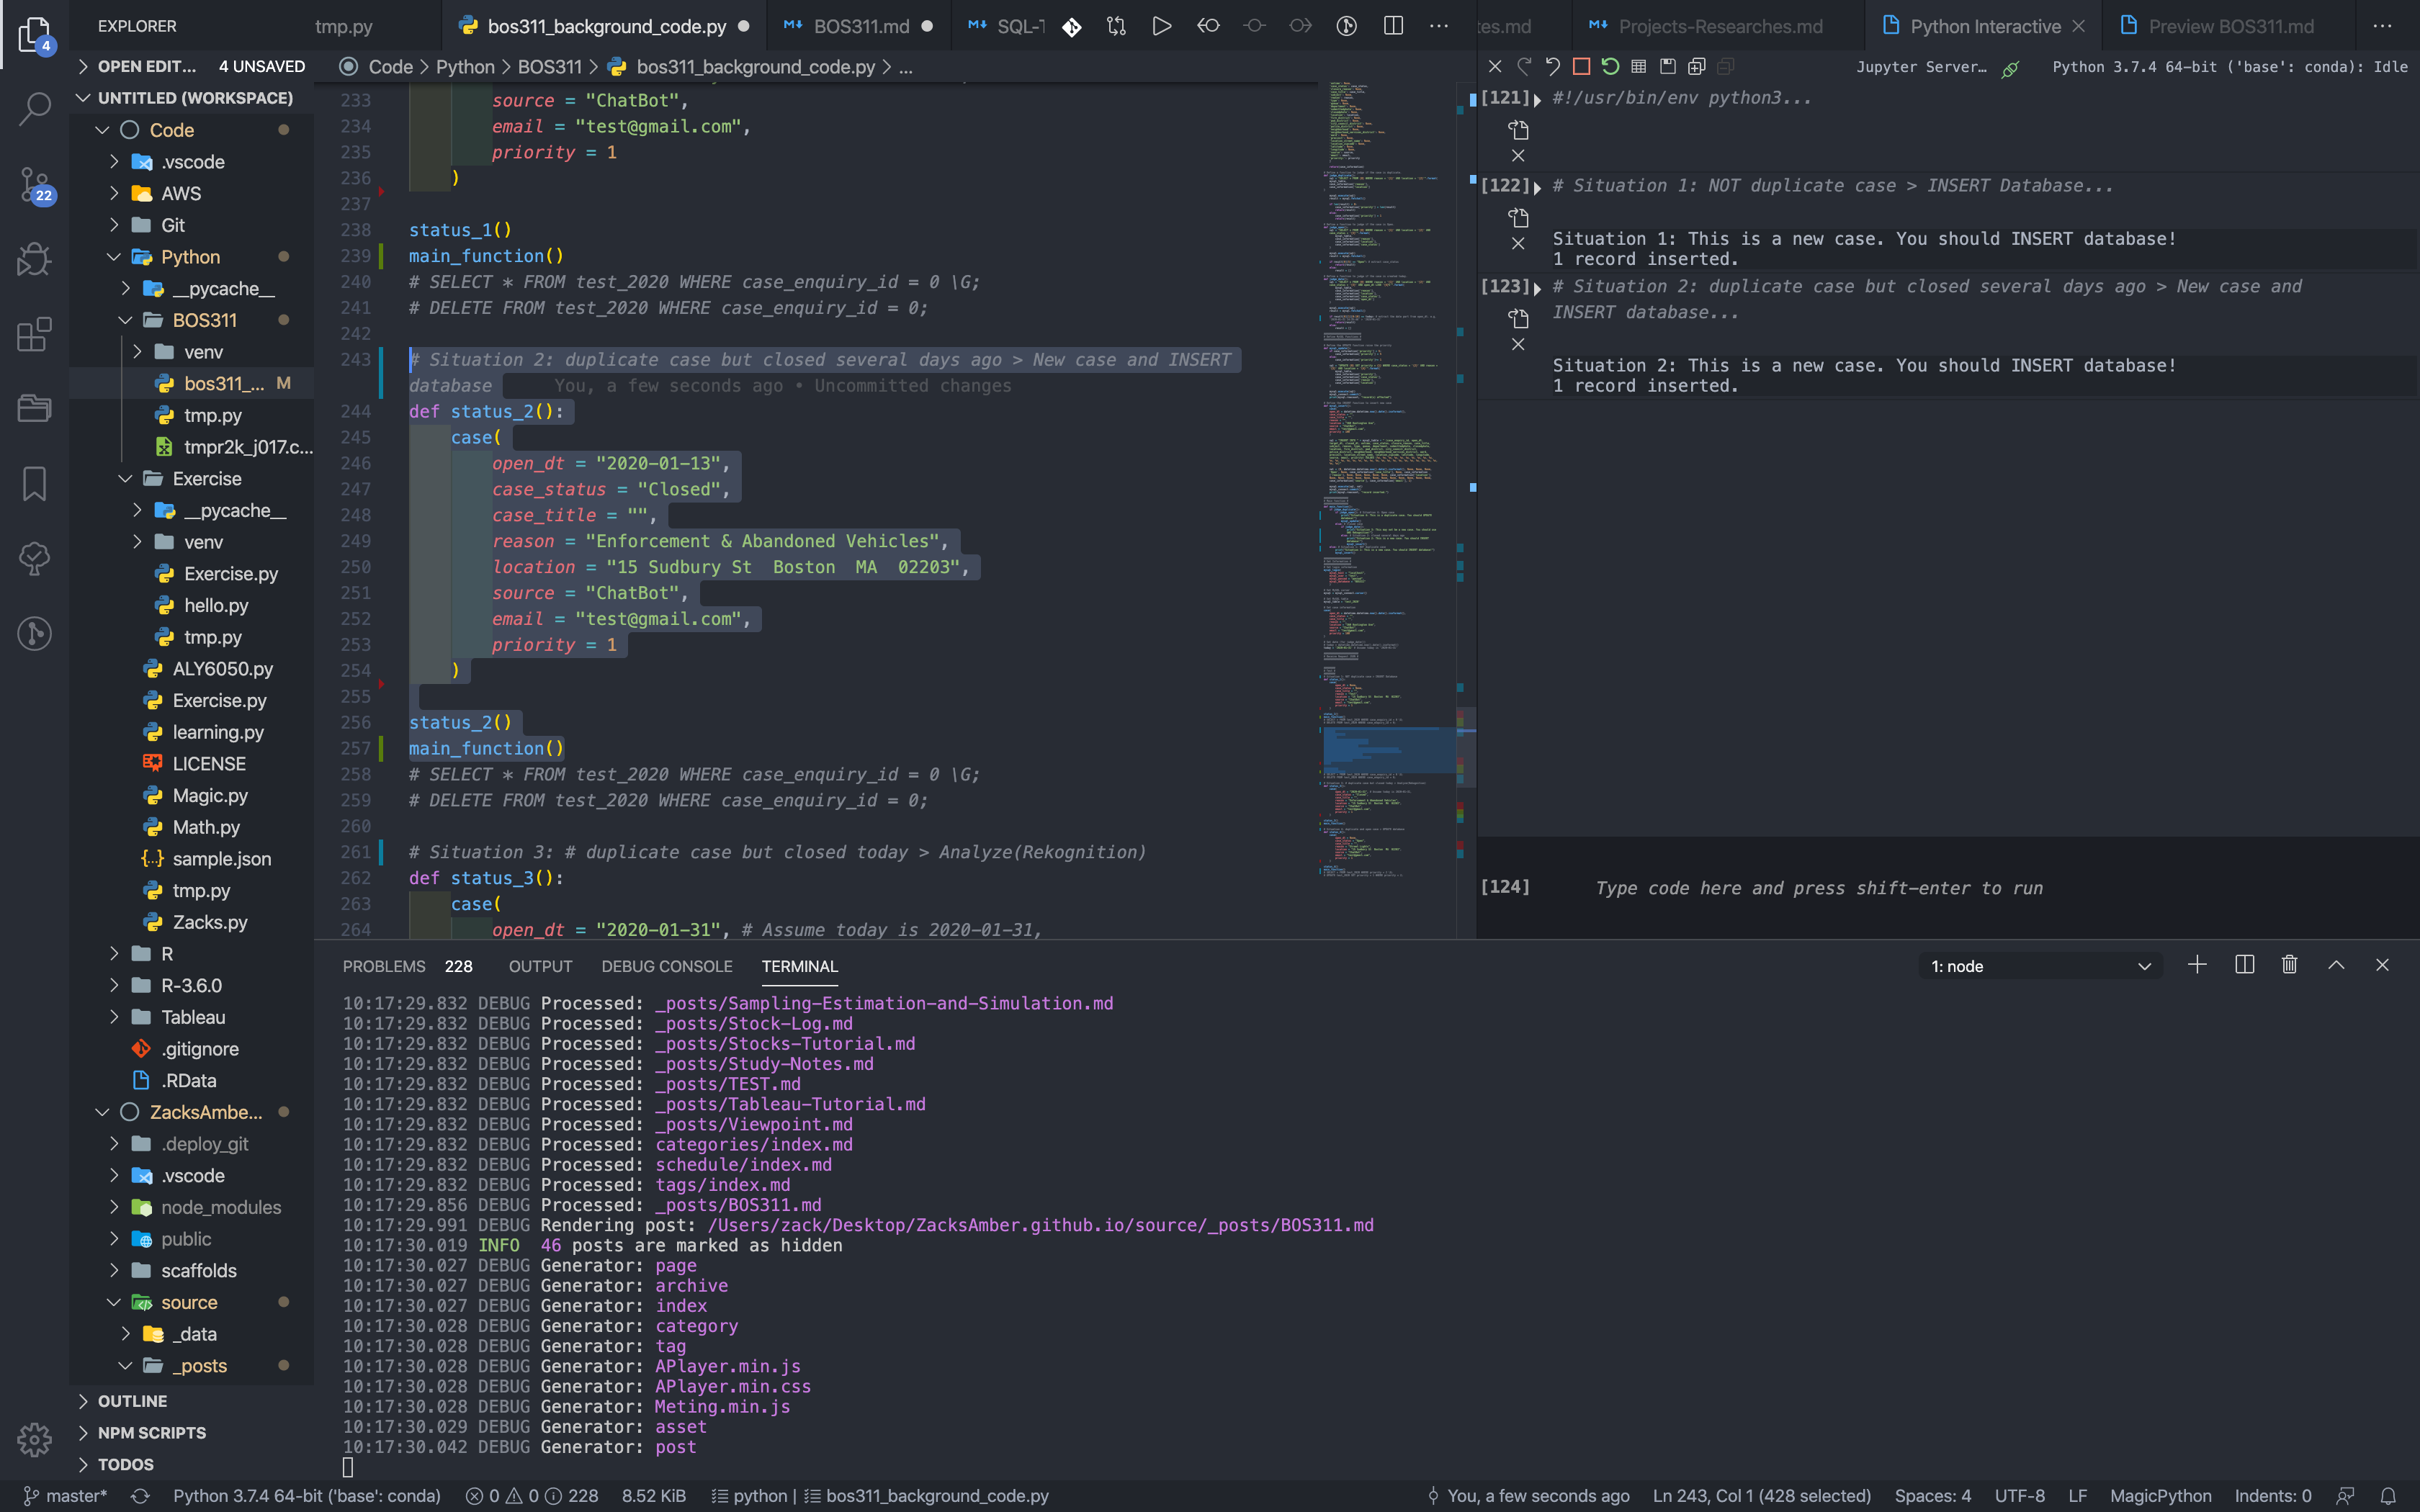 EXPLORER
OPEN EDIT... 4 UNSAVED
UNTITLED (WORKSPACE)
Code
.vscode
AWS
Git
Python
__pycache__
BOS311
venv
bos311_... M
tmp.py
tmpr2k_j017.c...
Exercise
__pycache__
venv
Exercise.py
hello.py
tmp.py
ALY6050.py
Exercise.py
learning.py
LICENSE
Magic.py
Math.py
sample.json
tmp.py
Zacks.py
R
R-3.6.0
Tableau
.gitignore
.RData
ZacksAmbe...
.deploy_git
.vscode
node_modules
public
scaffolds
source
_data
_posts
OUTLINE
NPM SCRIPTS
TODOS
4
22
tmp.py
bos311_background_code.py
BOS311.md
SQL-T
Code > Python > BOS311 > bos311_background_code.py > ...
233 source = "ChatBot",
234 email = "test@gmail.com",
235 priority = 1
236 )
237
238 status_1()
239 main_function()
240 # SELECT * FROM test_2020 WHERE case_enquiry_id = 0 \G;
241 # DELETE FROM test_2020 WHERE case_enquiry_id = 0;
242
243 # Situation 2: duplicate case but closed several days ago > New case and INSERT
database You, a few seconds ago • Uncommitted changes
244 def status_2():
245 case(
246 open_dt = "2020-01-13",
247 case_status = "Closed",
248 case_title = "",
249 reason = "Enforcement & Abandoned Vehicles",
250 location = "15 Sudbury St  Boston  MA  02203",
251 source = "ChatBot",
252 email = "test@gmail.com",
253 priority = 1
254 )
255
256 status_2()
257 main_function()
258 # SELECT * FROM test_2020 WHERE case_enquiry_id = 0 \G;
259 # DELETE FROM test_2020 WHERE case_enquiry_id = 0;
260
261 # Situation 3: # duplicate case but closed today > Analyze(Rekognition)
262 def status_3():
263 case(
264 open_dt = "2020-01-31", # Assume today is 2020-01-31,
tes.md
Projects-Researches.md
Python Interactive
Preview BOS311.md
Jupyter Server… Python 3.7.4 64-bit ('base': conda): Idle
[121] #!/usr/bin/env python3...
[122] # Situation 1: NOT duplicate case > INSERT Database...
Situation 1: This is a new case. You should INSERT database!
1 record inserted.
[123] # Situation 2: duplicate case but closed several days ago > New case and
INSERT database...
Situation 2: This is a new case. You should INSERT database!
1 record inserted.
[124] Type code here and press shift-enter to run
PROBLEMS 228 OUTPUT DEBUG CONSOLE TERMINAL 1: node
10:17:29.832 DEBUG Processed: _posts/Sampling-Estimation-and-Simulation.md
10:17:29.832 DEBUG Processed: _posts/Stock-Log.md
10:17:29.832 DEBUG Processed: _posts/Stocks-Tutorial.md
10:17:29.832 DEBUG Processed: _posts/Study-Notes.md
10:17:29.832 DEBUG Processed: _posts/TEST.md
10:17:29.832 DEBUG Processed: _posts/Tableau-Tutorial.md
10:17:29.832 DEBUG Processed: _posts/Viewpoint.md
10:17:29.832 DEBUG Processed: categories/index.md
10:17:29.832 DEBUG Processed: schedule/index.md
10:17:29.832 DEBUG Processed: tags/index.md
10:17:29.856 DEBUG Processed: _posts/BOS311.md
10:17:29.991 DEBUG Rendering post: /Users/zack/Desktop/ZacksAmber.github.io/source/_posts/BOS311.md
10:17:30.019 INFO  46 posts are marked as hidden
10:17:30.027 DEBUG Generator: page
10:17:30.027 DEBUG Generator: archive
10:17:30.027 DEBUG Generator: index
10:17:30.028 DEBUG Generator: category
10:17:30.028 DEBUG Generator: tag
10:17:30.028 DEBUG Generator: APlayer.min.js
10:17:30.028 DEBUG Generator: APlayer.min.css
10:17:30.028 DEBUG Generator: Meting.min.js
10:17:30.029 DEBUG Generator: asset
10:17:30.042 DEBUG Generator: post
master* Python 3.7.4 64-bit ('base': conda) 0 0 228 8.52 KiB python | bos311_background_code.py You, a few seconds ago Ln 243, Col 1 (428 selected) Spaces: 4 UTF-8 LF MagicPython Indents: 0